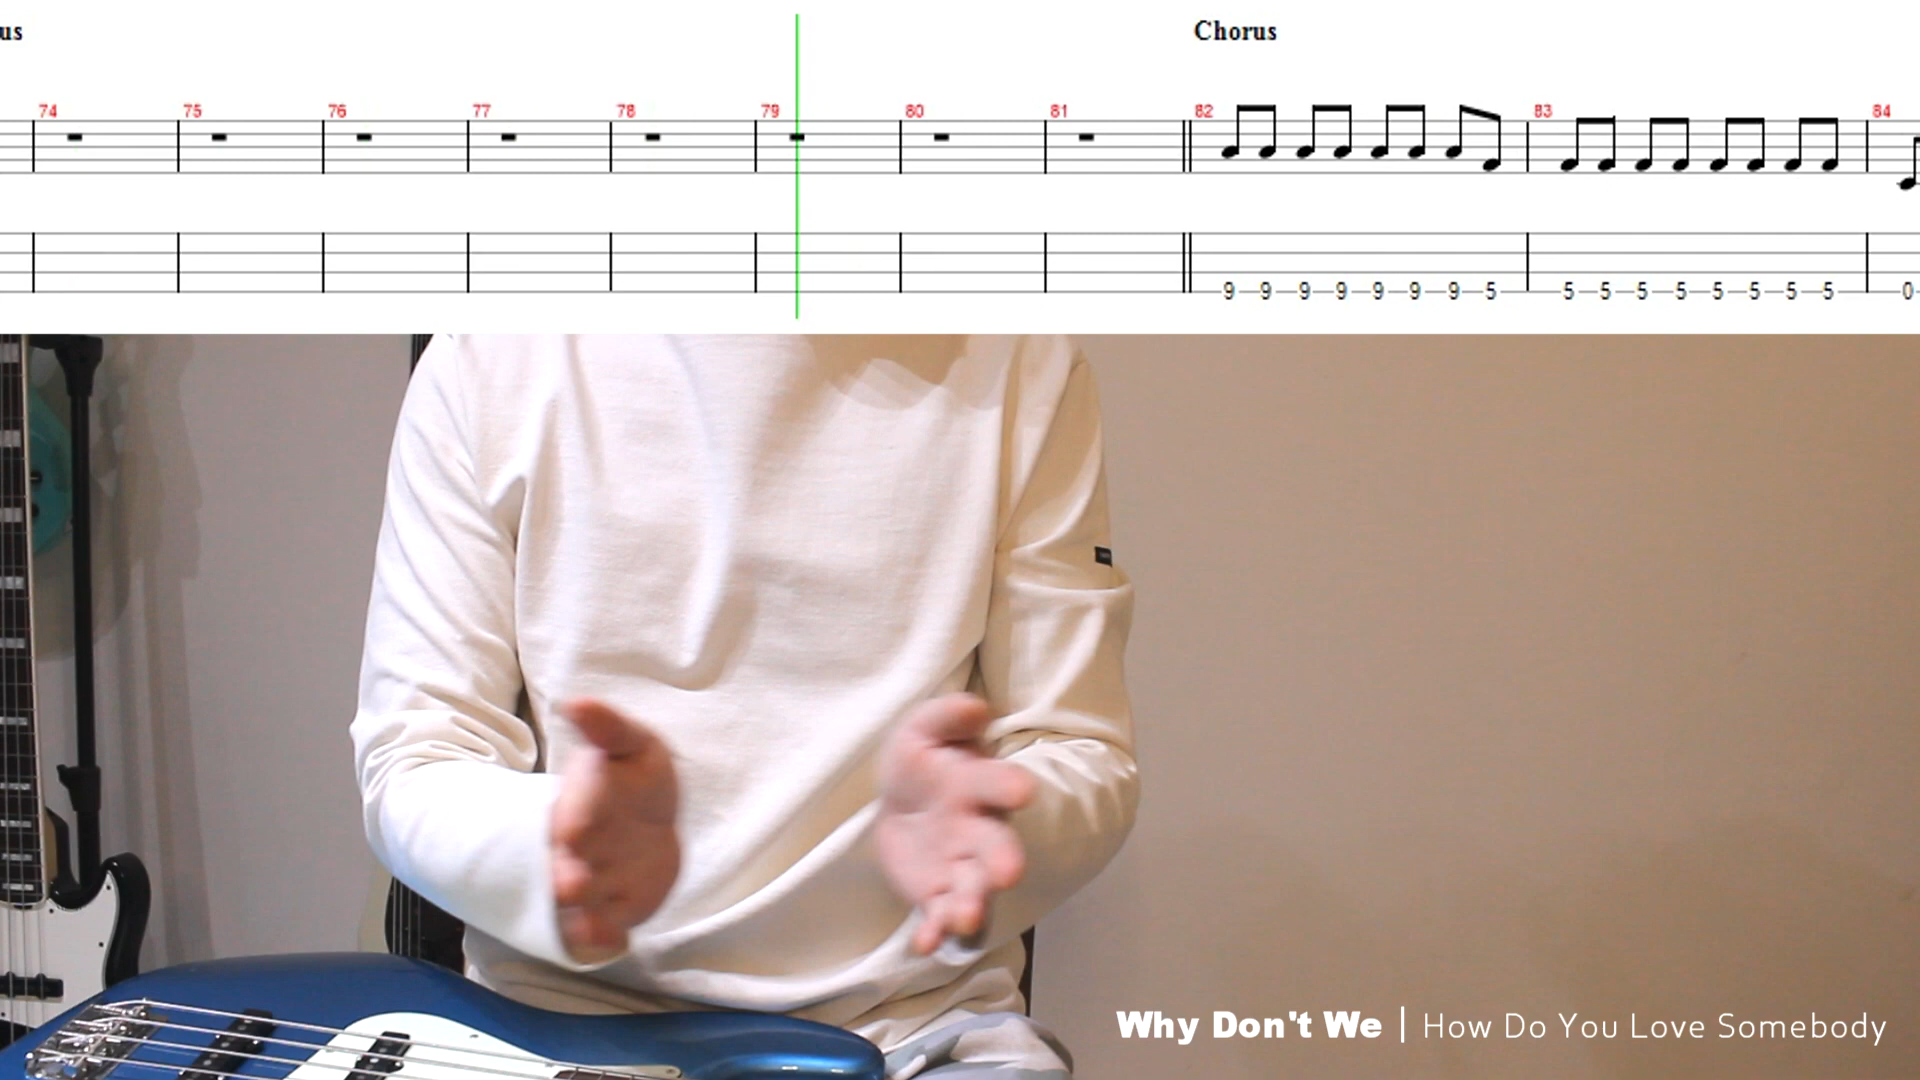 us
Chorus
74 75 76 77 78 79 80 81 82 83 84
9 9 9 9 9 9 9 5 5 5 5 5 5 5 5 5 0
Why Don't We | How Do You Love Somebody